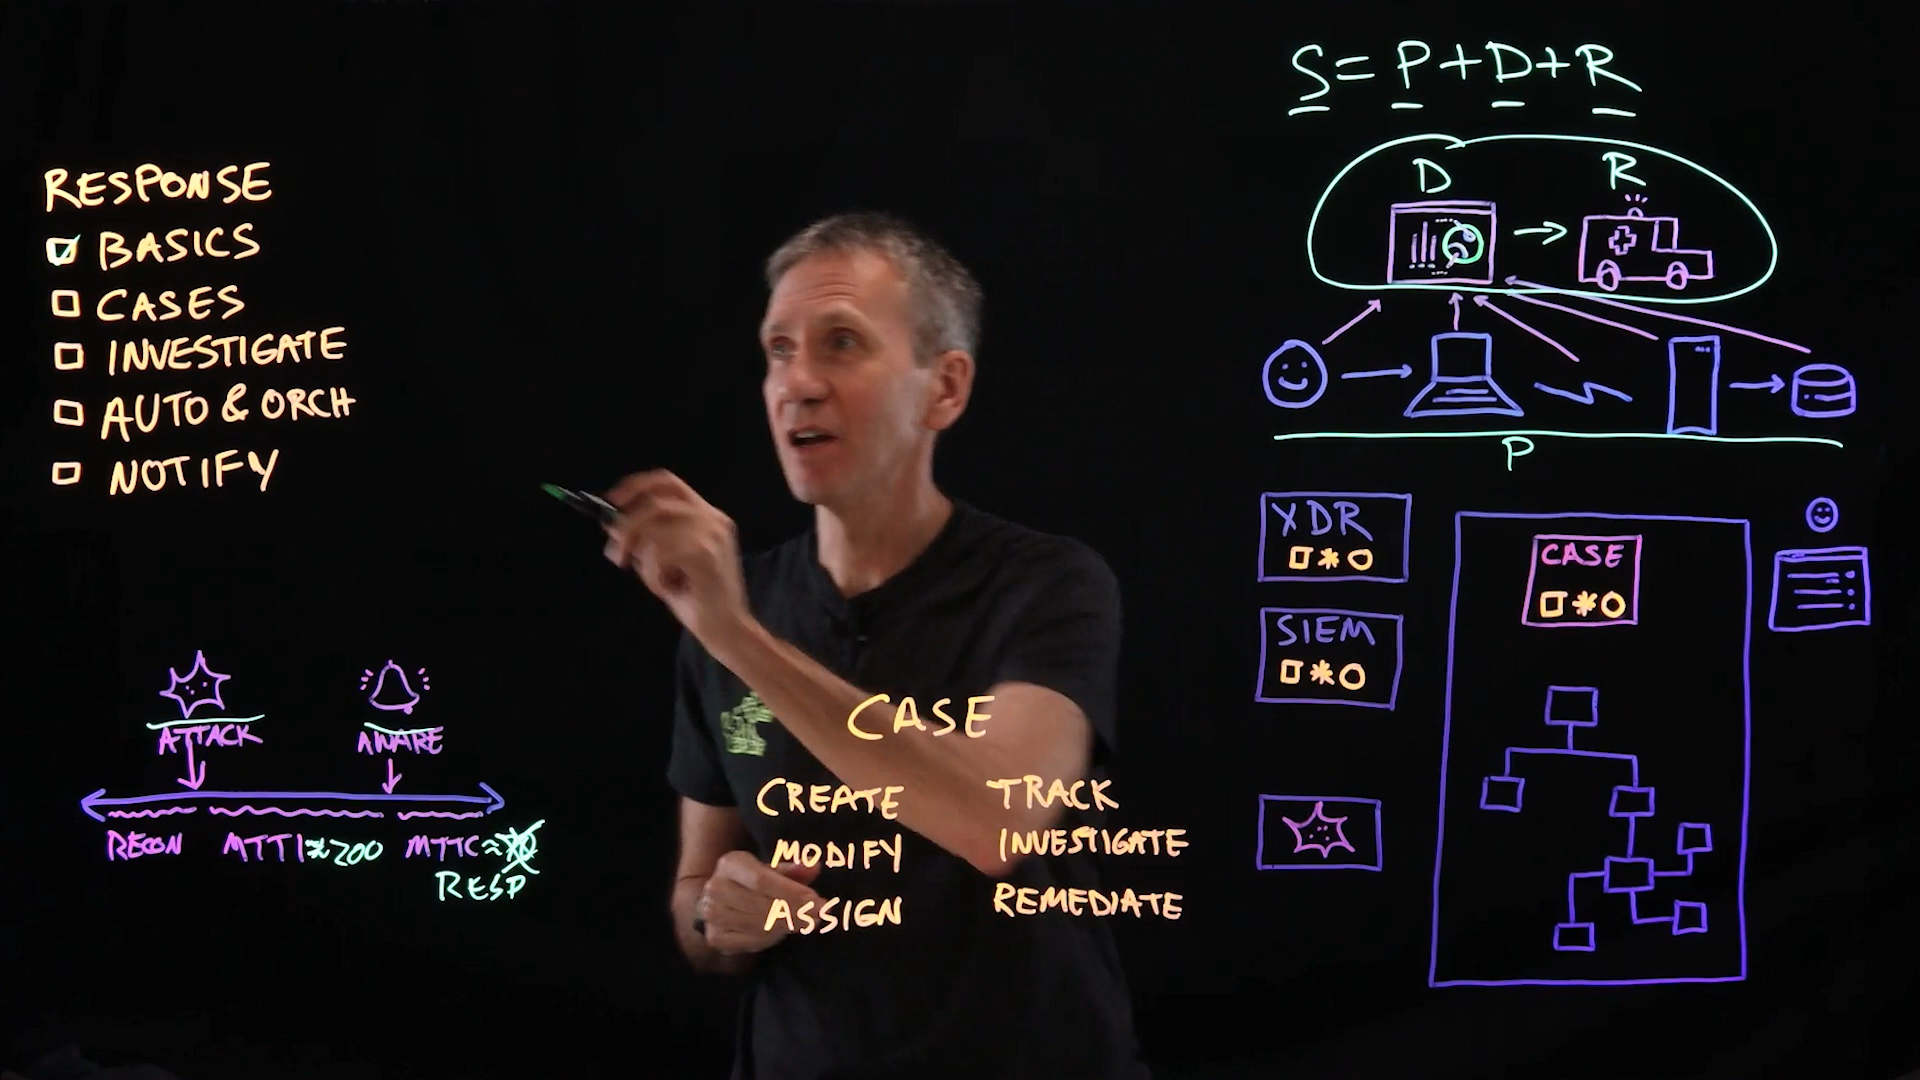 RESPONSE
BASICS
CASES
INVESTIGATE
AUTO & ORCH
NOTIFY
ATTACK
AWARE
RECON
MTTI≈200
MTTC≈
RESP
CASE
CREATE
MODIFY
ASSIGN
TRACK
INVESTIGATE
REMEDIATE
S=P+D+R
D
R
P
XDR
SIEM
CASE